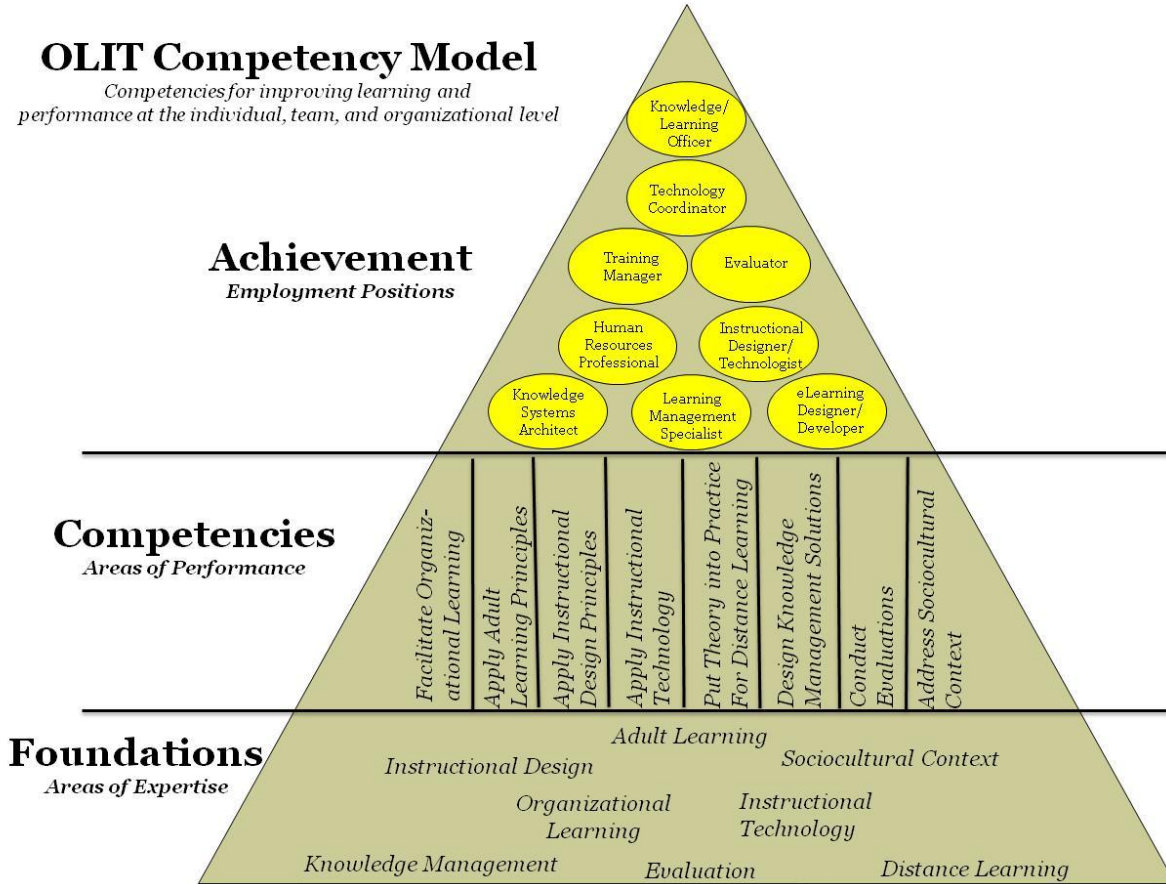 OLIT Competency Model
Competencies for improving learning and
performance at the individual, team, and organizational level
Knowledge/
Learning
Officer
Technology
Coordinator
Achievement
Employment Positions
Training
Manager
Evaluator
Human
Resources
Professional
Instructional
Designer/
Technologist
Knowledge
Systems
Architect
Learning
Management
Specialist
eLearning
Designer/
Developer
Competencies
Areas of Performance
Facilitate Organiz-
ational Learning
Apply Adult
Learning Principles
Apply Instructional
Design Principles
Apply Instructional
Technology
Put Theory into Practice
For Distance Learning
Design Knowledge
Management Solutions
Conduct
Evaluations
Address Sociocultural
Context
Foundations
Areas of Expertise
Adult Learning
Instructional Design
Sociocultural Context
Organizational
Learning
Instructional
Technology
Knowledge Management
Evaluation
Distance Learning